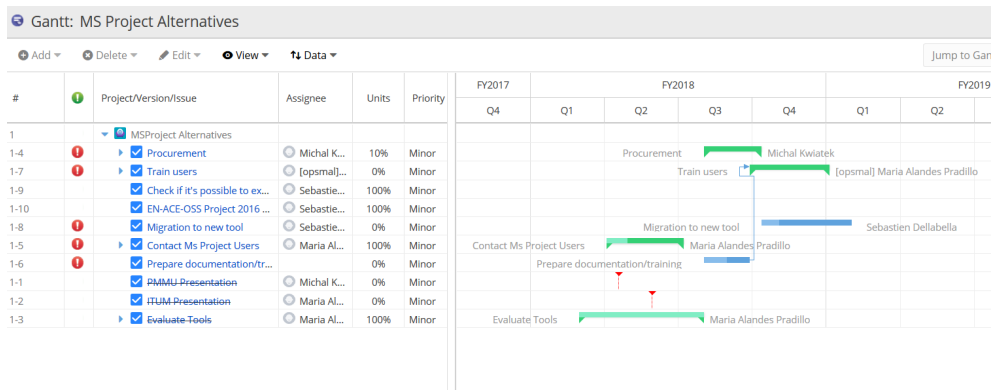 Gantt: MS Project Alternatives
Add Delete Edit View Data Jump to Gan
# Project/Version/Issue Assignee Units Priority FY2017 FY2018 FY2019
Q4 Q1 Q2 Q3 Q4 Q1 Q2
1 MSProject Alternatives
1-4 Procurement Michal K... 10% Minor Procurement Michal Kwiatek
1-7 Train users [opsmal]... 0% Minor Train users [opsmal] Maria Alandes Pradillo
1-9 Check if it's possible to ex... Sebastie... 100% Minor
1-10 EN-ACE-OSS Project 2016 ... Sebastie... 100% Minor
1-8 Migration to new tool Sebastie... 0% Minor Migration to new tool Sebastien Dellabella
1-5 Contact Ms Project Users Maria Al... 100% Minor Contact Ms Project Users Maria Alandes Pradillo
1-6 Prepare documentation/tr... 0% Minor Prepare documentation/training
1-1 PMMU Presentation Michal K... 0% Minor
1-2 ITUM Presentation Maria Al... 0% Minor
1-3 Evaluate Tools Maria Al... 100% Minor Evaluate Tools Maria Alandes Pradillo